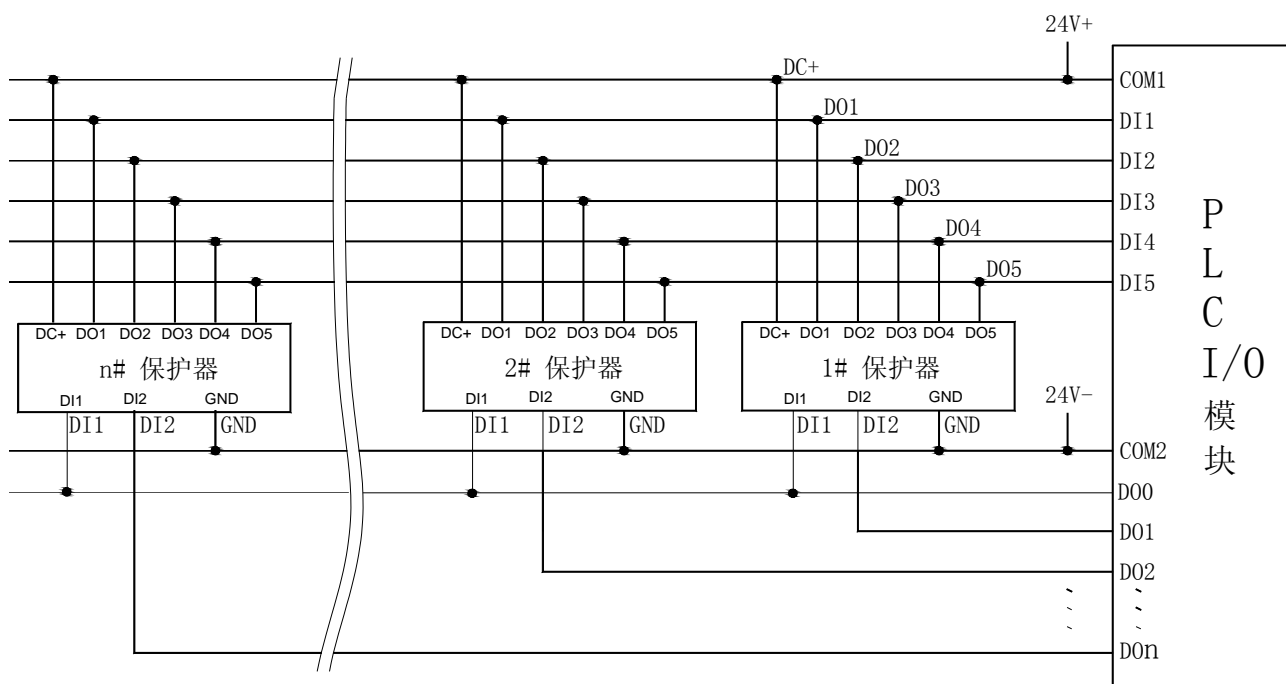 24V+
DC+
COM1
DO1
DI1
DO2
DI2
DO3
DI3
DO4
DI4
DO5
DI5
DC+ DO1 DO2 DO3 DO4 DO5
n# 保护器
DI1 DI2 GND
DI1 DI2 GND
DC+ DO1 DO2 DO3 DO4 DO5
2# 保护器
DI1 DI2 GND
DI1 DI2 GND
DC+ DO1 DO2 DO3 DO4 DO5
1# 保护器
DI1 DI2 GND
DI1 DI2 GND
24V-
COM2
DO0
DO1
DO2
DOn
P
L
C
I/O
模
块